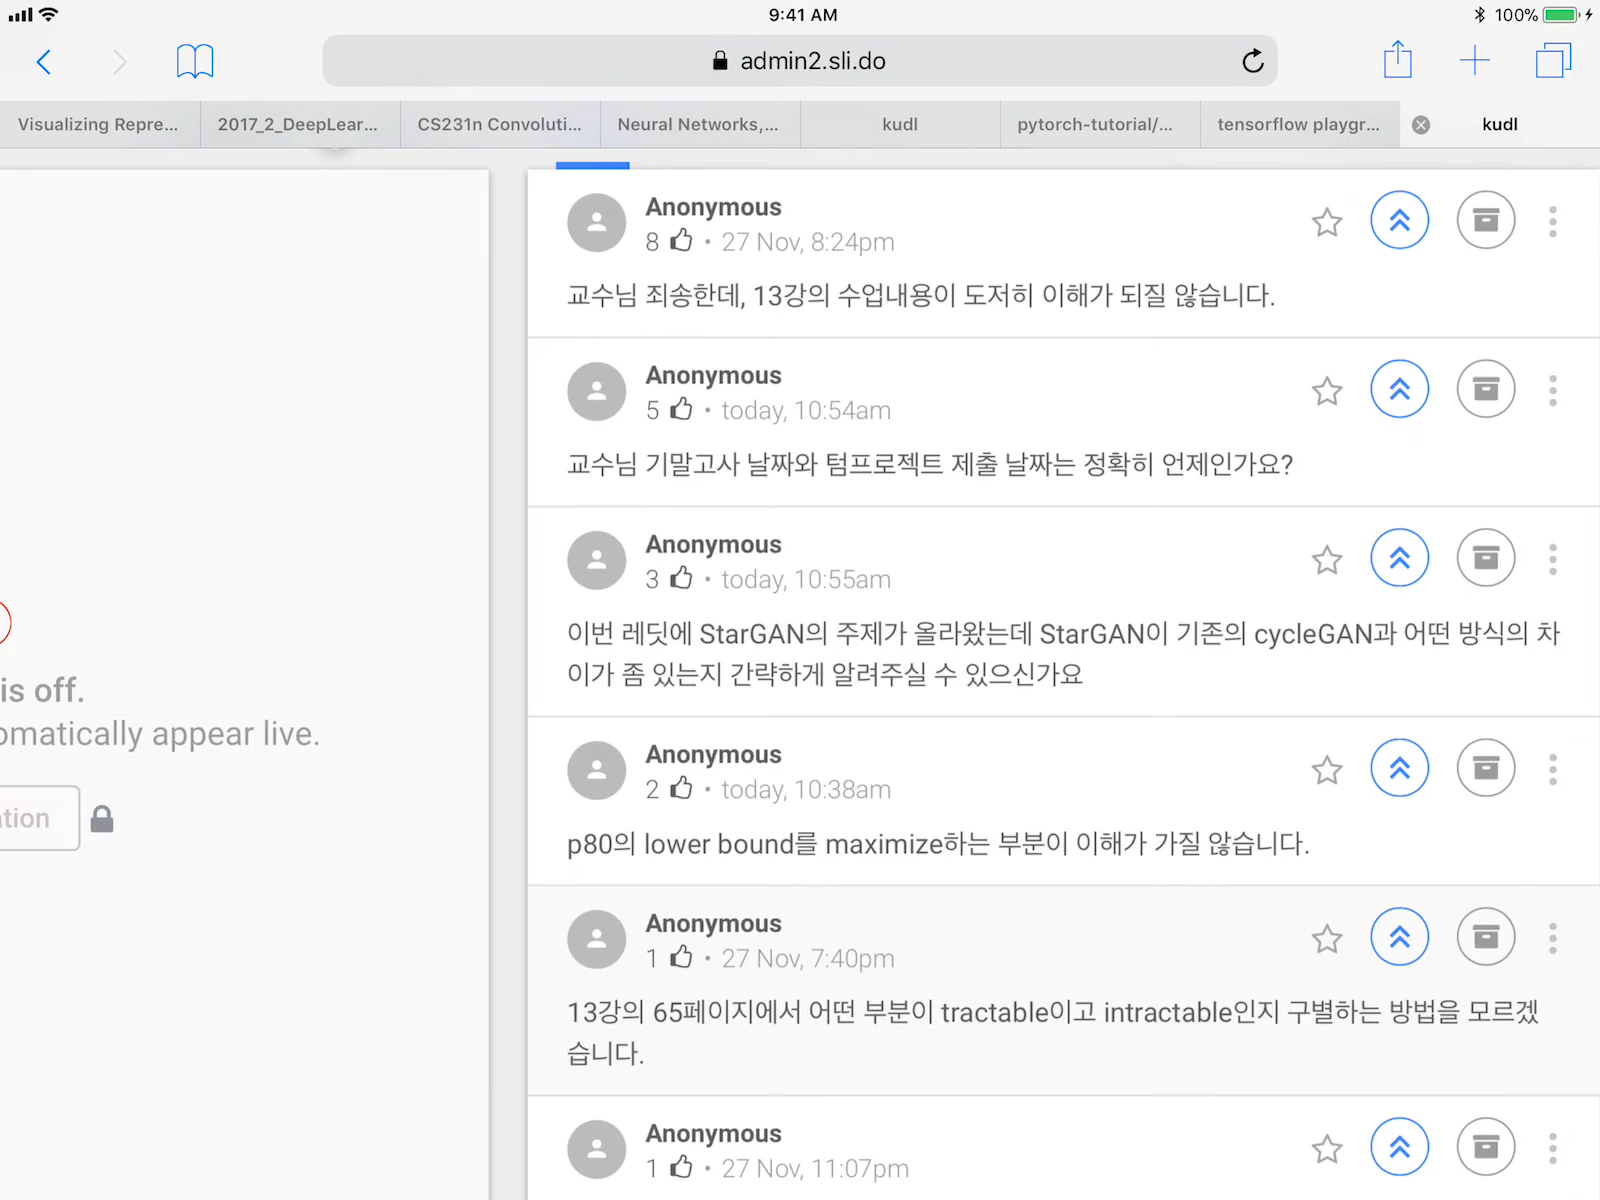 9:41 AM
100%
admin2.sli.do
Visualizing Repre...
2017_2_DeepLear...
CS231n Convoluti...
Neural Networks,...
kudl
pytorch-tutorial/...
tensorflow playgr...
kudl
is off.
omatically appear live.
ation
Anonymous
8 • 27 Nov, 8:24pm
교수님 죄송한데, 13강의 수업내용이 도저히 이해가 되질 않습니다.
Anonymous
5 • today, 10:54am
교수님 기말고사 날짜와 텀프로젝트 제출 날짜는 정확히 언제인가요?
Anonymous
3 • today, 10:55am
이번 레딧에 StarGAN의 주제가 올라왔는데 StarGAN이 기존의 cycleGAN과 어떤 방식의 차
이가 좀 있는지 간략하게 알려주실 수 있으신가요
Anonymous
2 • today, 10:38am
p80의 lower bound를 maximize하는 부분이 이해가 가질 않습니다.
Anonymous
1 • 27 Nov, 7:40pm
13강의 65페이지에서 어떤 부분이 tractable이고 intractable인지 구별하는 방법을 모르겠
습니다.
Anonymous
1 • 27 Nov, 11:07pm